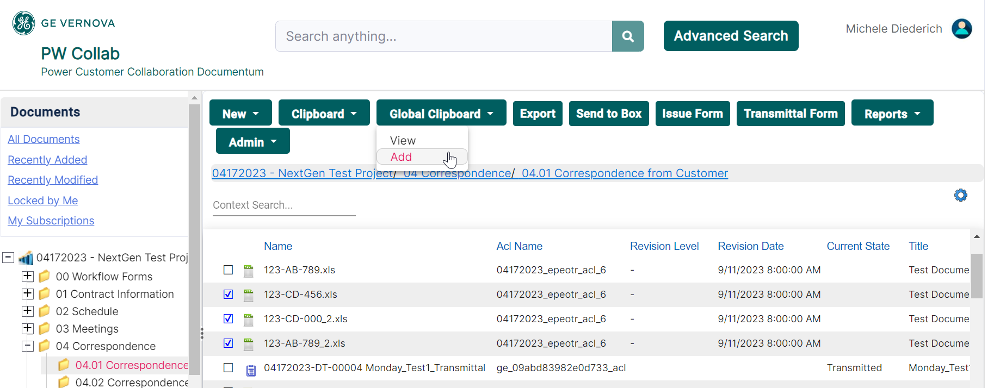 GE VERNOVA
PW Collab
Power Customer Collaboration Documentum
Search anything...
Advanced Search
Michele Diederich
Documents
All Documents
Recently Added
Recently Modified
Locked by Me
My Subscriptions
04172023 - NextGen Test Proj
00 Workflow Forms
01 Contract Information
02 Schedule
03 Meetings
04 Correspondence
04.01 Correspondence
04.02 Correspondence
New
Clipboard
Global Clipboard
Export
Send to Box
Issue Form
Transmittal Form
Reports
Admin
View
Add
04172023 - NextGen Test Project/ 04 Correspondence/ 04.01 Correspondence from Customer
Context Search...
Name Acl Name Revision Level Revision Date Current State Title
XLS 123-AB-789.xls 04172023_epeotr_acl_6 - 9/11/2023 8:00:00 AM Test Docume
XLS 123-CD-456.xls 04172023_epeotr_acl_6 - 9/11/2023 8:00:00 AM Test Docume
XLS 123-CD-000_2.xls 04172023_epeotr_acl_6 - 9/11/2023 8:00:00 AM Test Docume
XLS 123-AB-789_2.xls 04172023_epeotr_acl_6 - 9/11/2023 8:00:00 AM Test Docume
04172023-DT-00004 Monday_Test1_Transmittal ge_09abd83982e0d733_acl Transmitted Monday_Test1